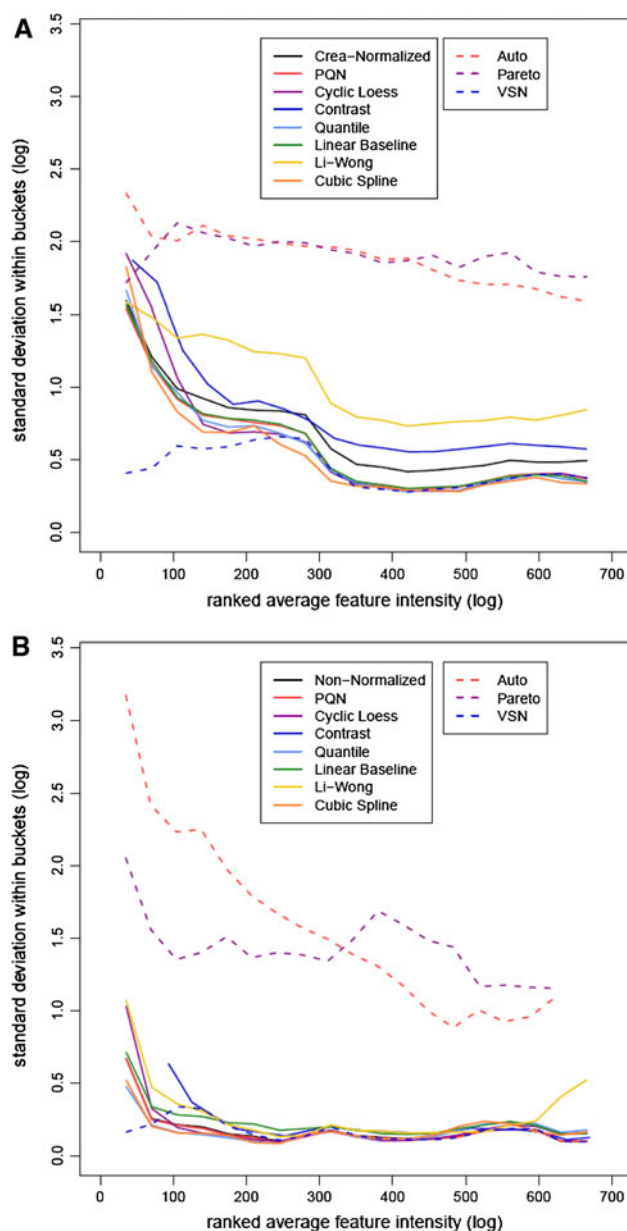 A
3.5
3.0
2.5
2.0
1.5
1.0
0.5
0.0
standard deviation within buckets (log)
Crea-Normalized
PQN
Cyclic Loess
Contrast
Quantile
Linear Baseline
Li-Wong
Cubic Spline
Auto
Pareto
VSN
0 100 200 300 400 500 600 700
ranked average feature intensity (log)
B
3.5
3.0
2.5
2.0
1.5
1.0
0.5
0.0
standard deviation within buckets (log)
Non-Normalized
PQN
Cyclic Loess
Contrast
Quantile
Linear Baseline
Li-Wong
Cubic Spline
Auto
Pareto
VSN
0 100 200 300 400 500 600 700
ranked average feature intensity (log)